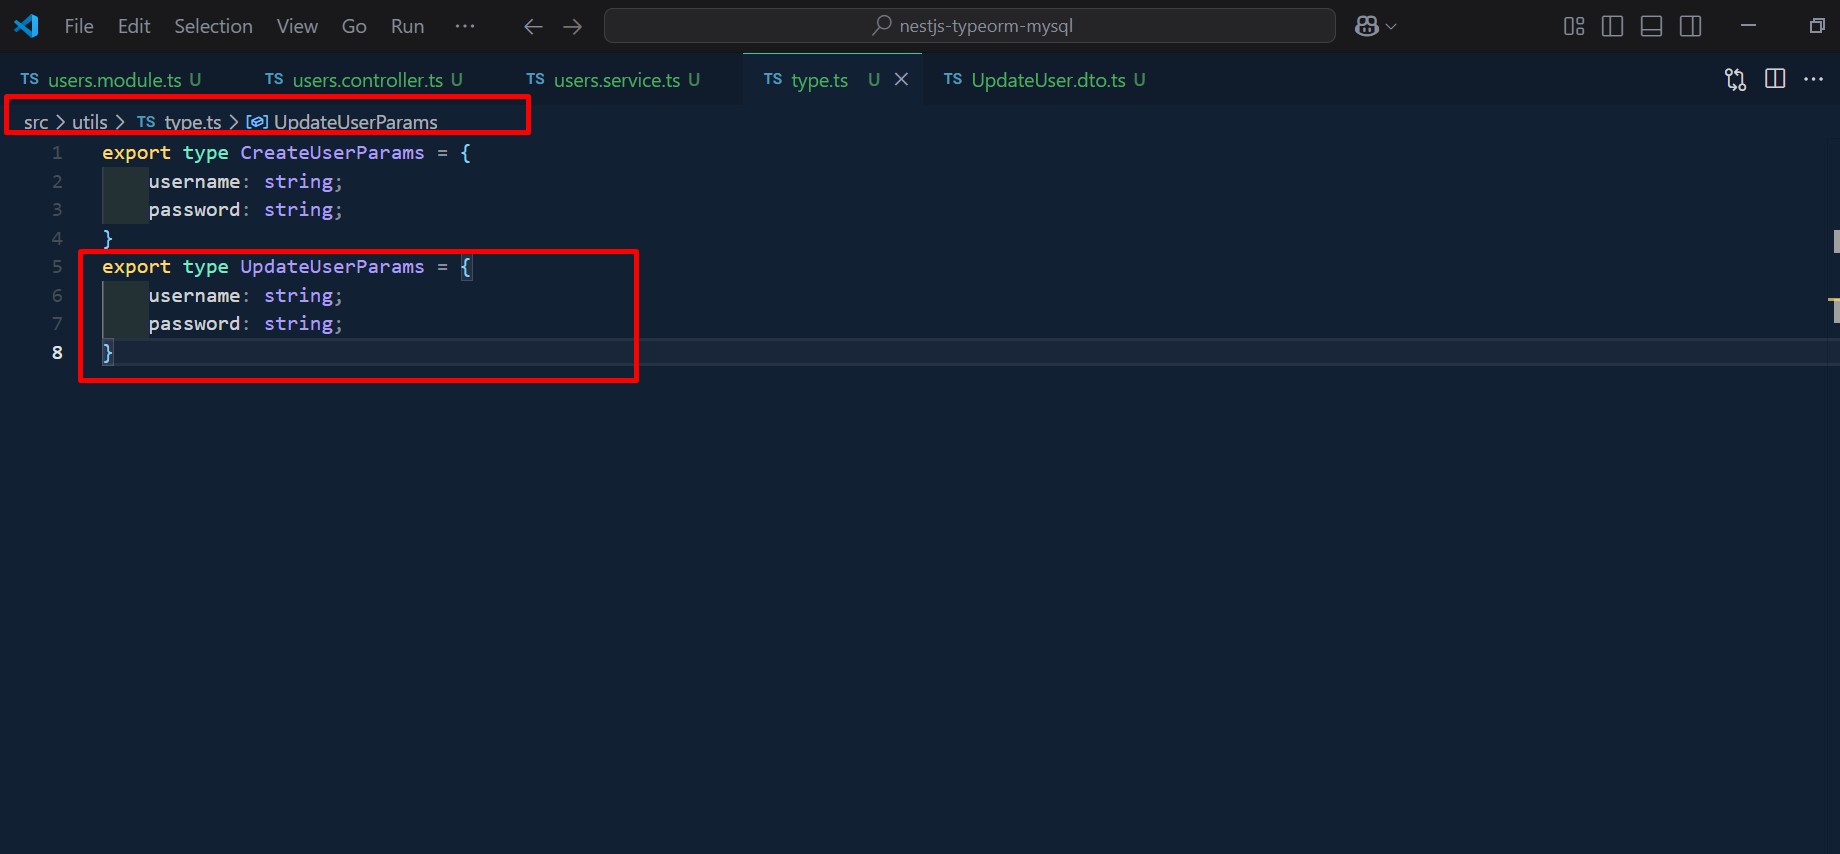 File Edit Selection View Go Run ··· nestjs-typeorm-mysql
TS users.module.ts U TS users.controller.ts U TS users.service.ts U TS type.ts U TS UpdateUser.dto.ts U
src > utils > TS type.ts > UpdateUserParams
1 export type CreateUserParams = {
2 username: string;
3 password: string;
4 }
5 export type UpdateUserParams = {
6 username: string;
7 password: string;
8 }